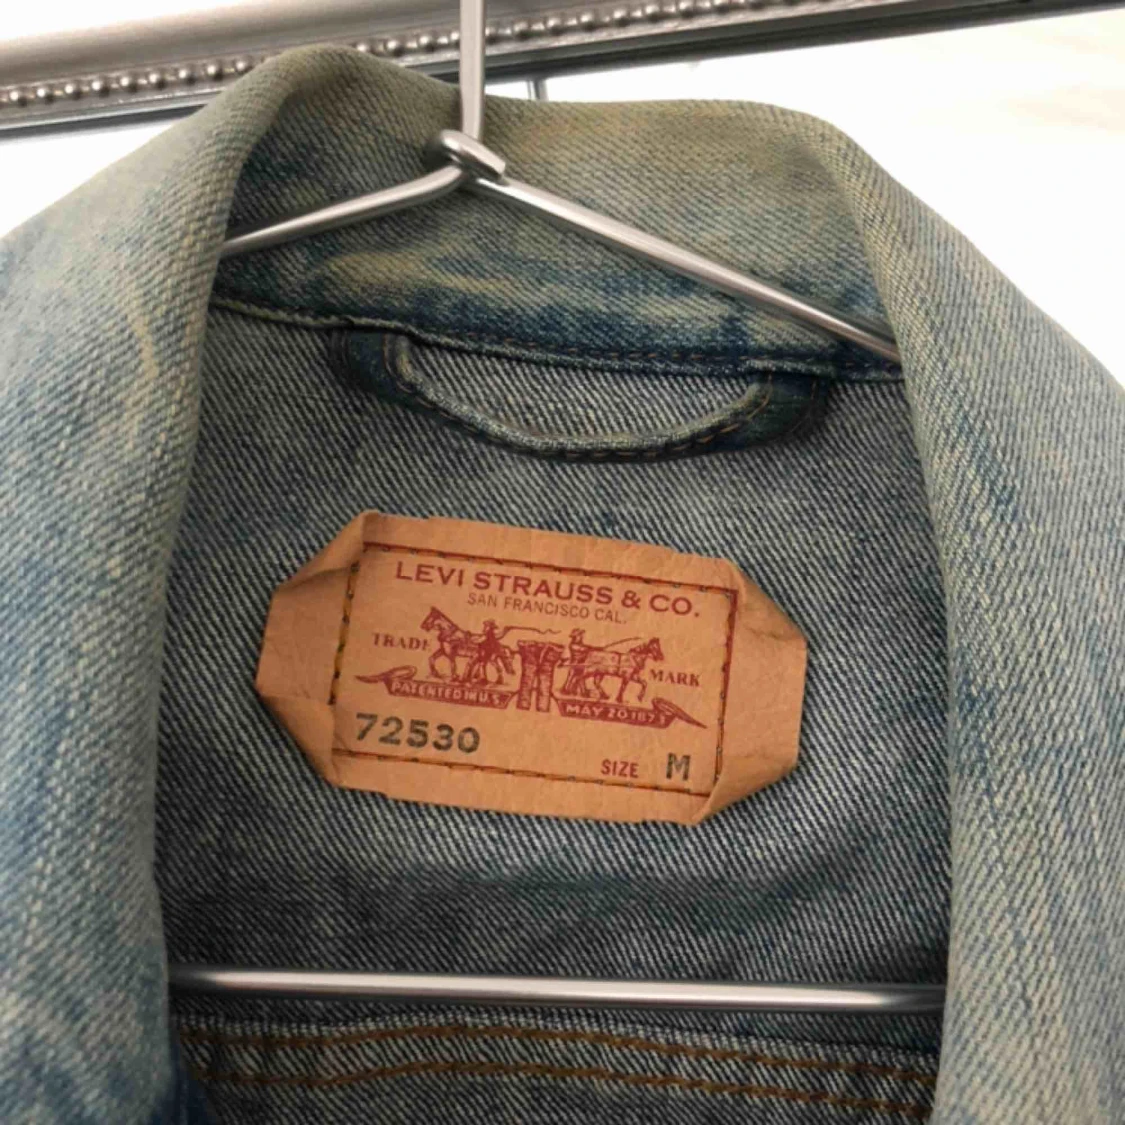 LEVI STRAUSS & CO.
SAN FRANCISCO CAL.
TRADE MARK
PATENTED IN U.S. MAY 20 1873
72530
SIZE M